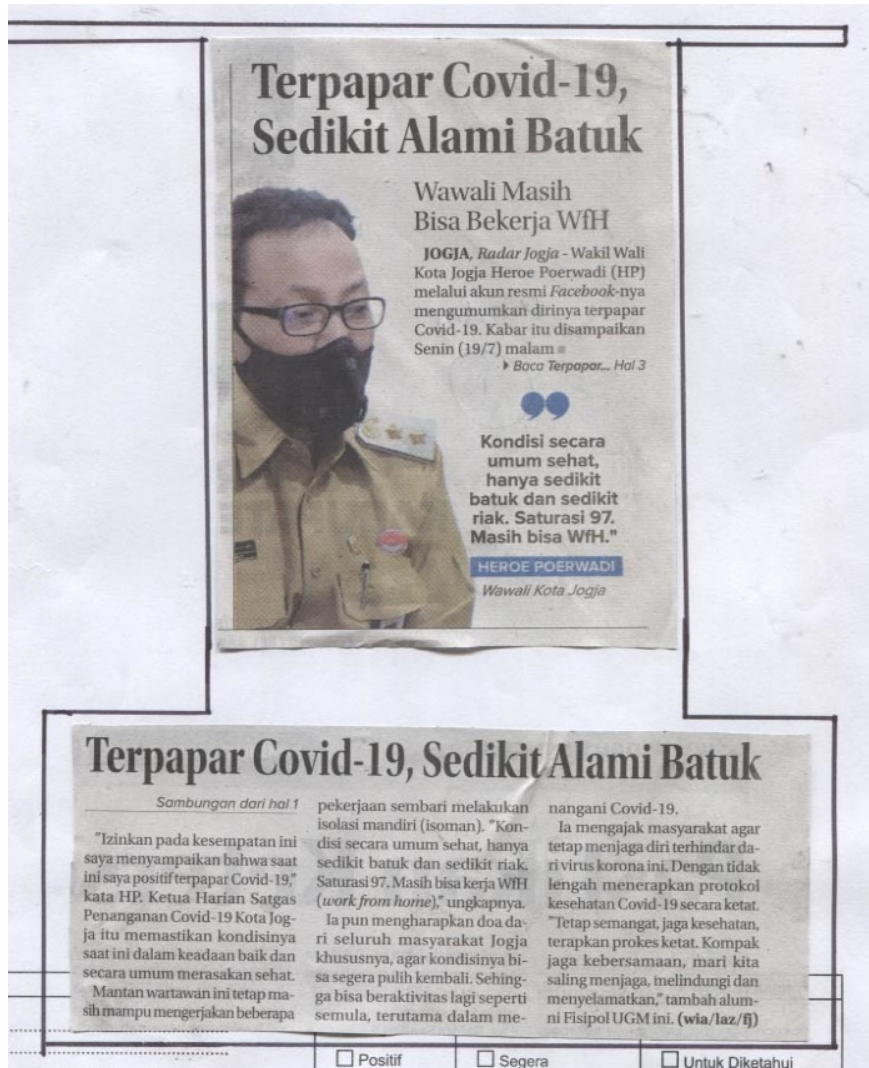 Terpapar Covid-19,
Sedikit Alami Batuk
Wawali Masih
Bisa Bekerja WfH
JOGJA, Radar Jogja - Wakil Wali
Kota Jogja Heroe Poerwadi (HP)
melalui akun resmi Facebook-nya
mengumumkan dirinya terpapar
Covid-19. Kabar itu disampaikan
Senin (19/7) malam
Baca Terpapar... Hal 3
Kondisi secara
umum sehat,
hanya sedikit
batuk dan sedikit
riak. Saturasi 97.
Masih bisa WfH."
HEROE POERWADI
Wawali Kota Jogja
Terpapar Covid-19, Sedikit Alami Batuk
Sambungan dari hal 1
"Izinkan pada kesempatan ini
saya menyampaikan bahwa saat
ini saya positif terpapar Covid-19,"
kata HP. Ketua Harian Satgas
Penanganan Covid-19 Kota Jog-
ja itu memastikan kondisinya
saat ini dalam keadaan baik dan
secara umum merasakan sehat.
Mantan wartawan ini tetap ma-
sih mampu mengerjakan beberapa
pekerjaan sembari melakukan
isolasi mandiri (isoman). "Kon-
disi secara umum sehat, hanya
sedikit batuk dan sedikit riak.
Saturasi 97. Masih bisa kerja WfH
(work from home)," ungkapnya.
Ia pun mengharapkan doa da-
ri seluruh masyarakat Jogja
khususnya, agar kondisinya bi-
sa segera pulih kembali. Sehing-
ga bisa beraktivitas lagi seperti
semula, terutama dalam me-
nangani Covid-19.
Ia mengajak masyarakat agar
tetap menjaga diri terhindar da-
ri virus korona ini. Dengan tidak
lengah menerapkan protokol
kesehatan Covid-19 secara ketat.
"Tetap semangat, jaga kesehatan,
terapkan prokes ketat. Kompak
jaga kebersamaan, mari kita
saling menjaga, melindungi dan
menyelamatkan," tambah alum-
ni Fisipol UGM ini. (wia/laz/fj)
Positif
Segera
Untuk Diketahui